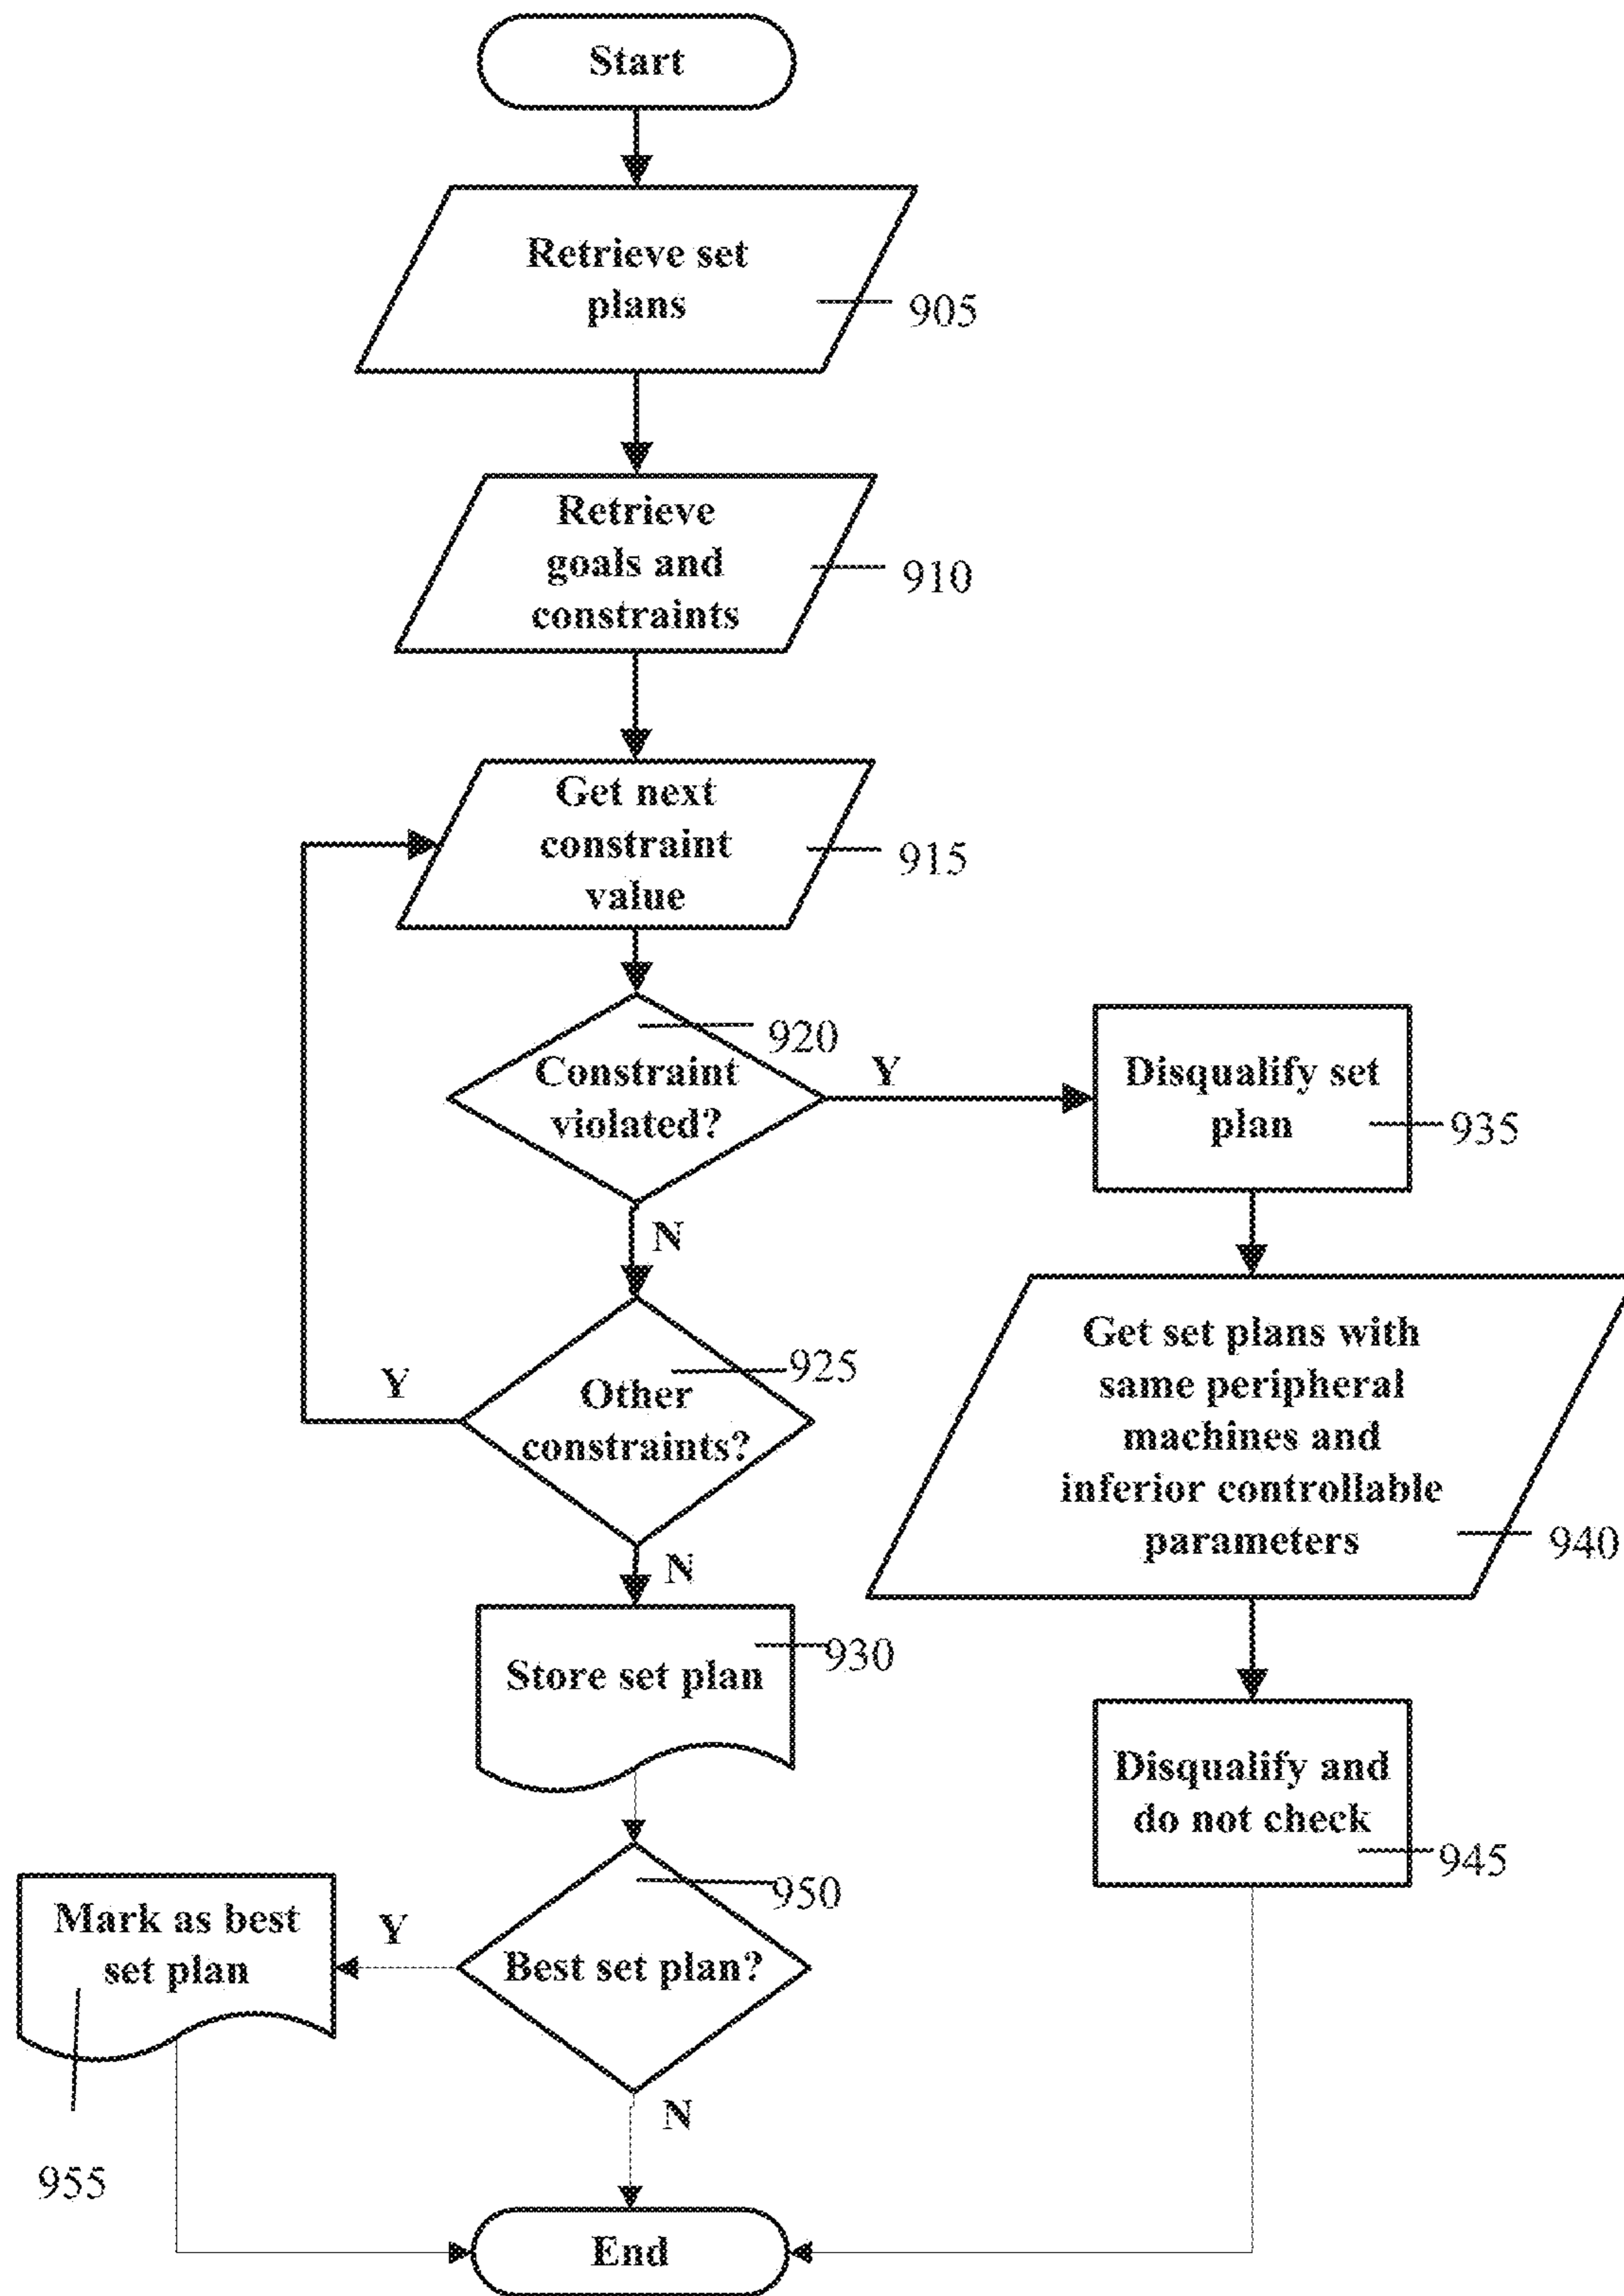 Start
Retrieve set
plans
905
Retrieve
goals and
constraints
910
Get next
constraint
value
915
920
Constraint
violated?
Y
N
Disqualify set
plan
935
925
Other
constraints?
Y
N
Get set plans with
same peripheral
machines and
inferior controllable
parameters
940
Store set plan
930
Disqualify and
do not check
945
950
Best set plan?
Y
N
Mark as best
set plan
955
End